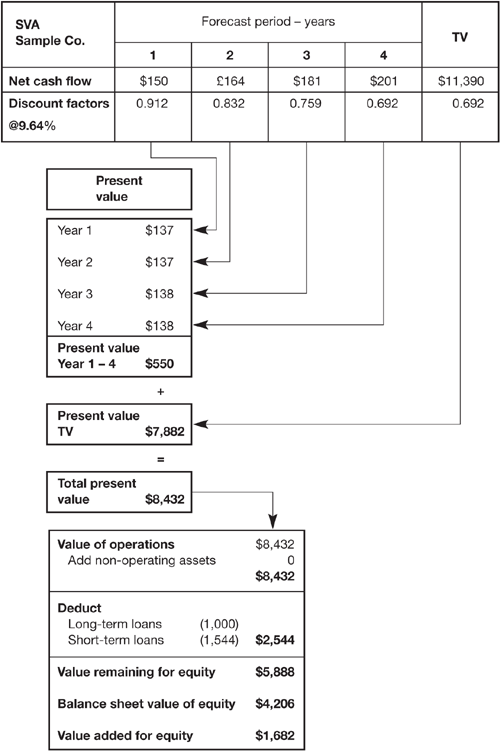 SVA
Sample Co.
Forecast period – years
TV
1 2 3 4
Net cash flow $150 £164 $181 $201 $11,390
Discount factors 0.912 0.832 0.759 0.692 0.692
@9.64%
Present
value
Year 1 $137
Year 2 $137
Year 3 $138
Year 4 $138
Present value
Year 1 – 4 $550
+
Present value
TV $7,882
=
Total present
value $8,432
Value of operations $8,432
Add non-operating assets 0
$8,432
Deduct
Long-term loans (1,000)
Short-term loans (1,544) $2,544
Value remaining for equity $5,888
Balance sheet value of equity $4,206
Value added for equity $1,682